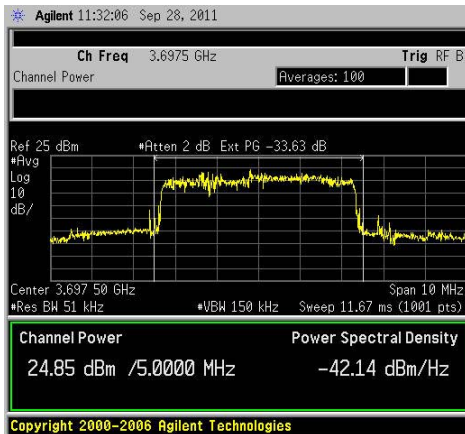 Agilent 11:32:06 Sep 28, 2011
Ch Freq 3.6975 GHz Trig RF B
Channel Power Averages: 100
Ref 25 dBm #Atten 2 dB Ext PG -33.63 dB
#Avg
Log
10
dB/
Center 3.697 50 GHz Span 10 MHz
#Res BW 51 kHz #VBW 150 kHz Sweep 11.67 ms (1001 pts)
Channel Power Power Spectral Density
24.85 dBm /5.0000 MHz -42.14 dBm/Hz
Copyright 2000-2006 Agilent Technologies